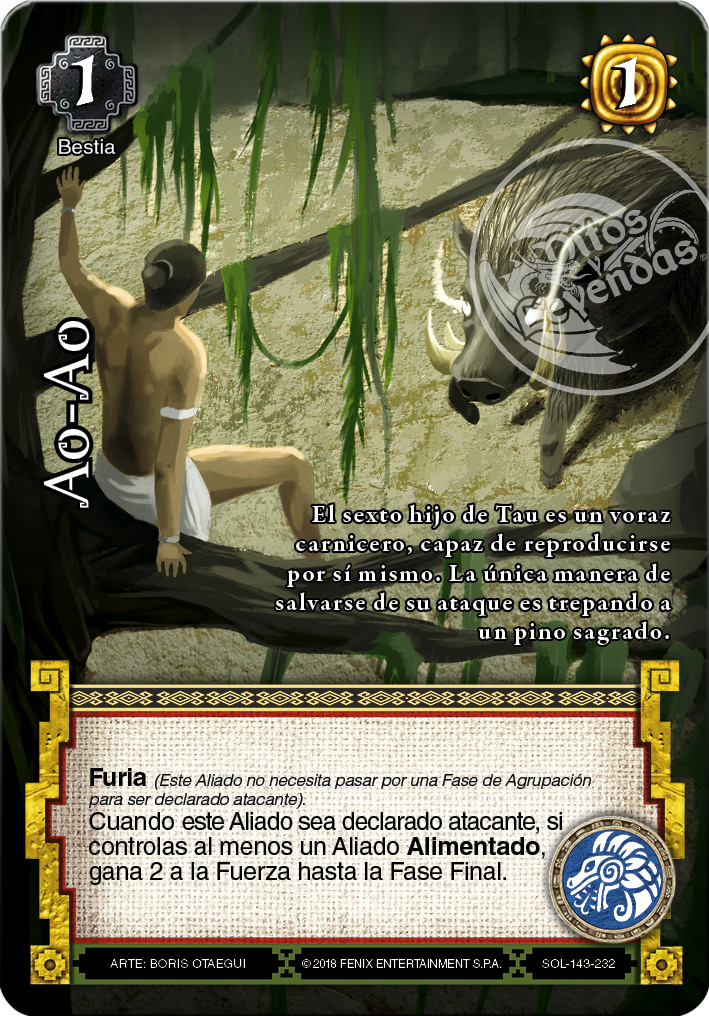 1
1
Bestia
Mitos
y
Leyendas
®
Ao-Ao
El sexto hijo de Tau es un voraz
carnicero, capaz de reproducirse
por sí mismo. La única manera de
salvarse de su ataque es trepando a
un pino sagrado.
Furia (Este Aliado no necesita pasar por una Fase de Agrupación
para ser declarado atacante).
Cuando este Aliado sea declarado atacante, si
controlas al menos un Aliado Alimentado,
gana 2 a la Fuerza hasta la Fase Final.
ARTE: BORIS OTAEGUI
©2018 FENIX ENTERTAINMENT S.P.A.
SOL-143-232